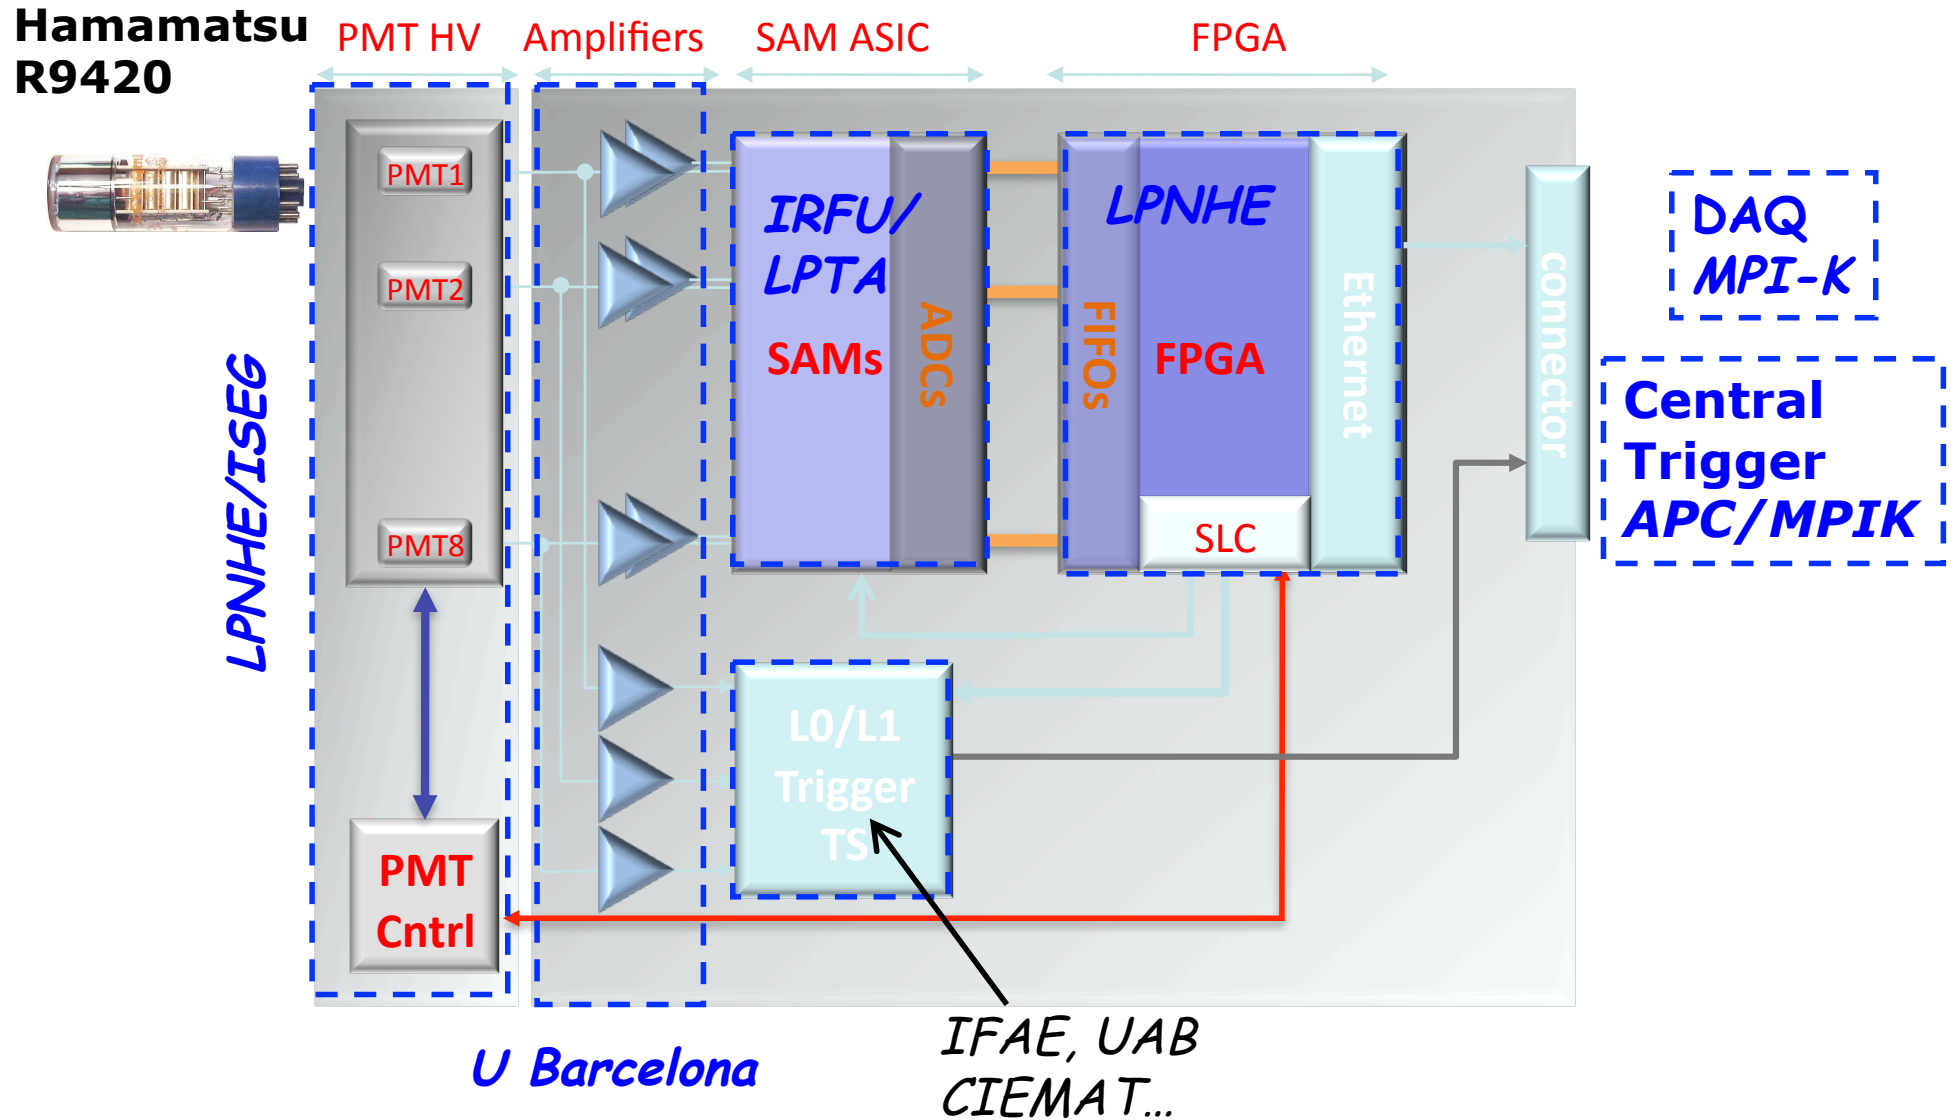 Hamamatsu
R9420
PMT HV
Amplifiers
SAM ASIC
FPGA
PMT1
PMT2
PMT8
LPNHE/ISEG
PMT
Cntrl
IRFU/
LPTA
SAMs
ADCs
LPNHE
FIFOs
FPGA
SLC
Ethernet
connector
DAQ
MPI-K
Central
Trigger
APC/MPIK
L0/L1
Trigger
TS
U Barcelona
IFAE, UAB
CIEMAT...